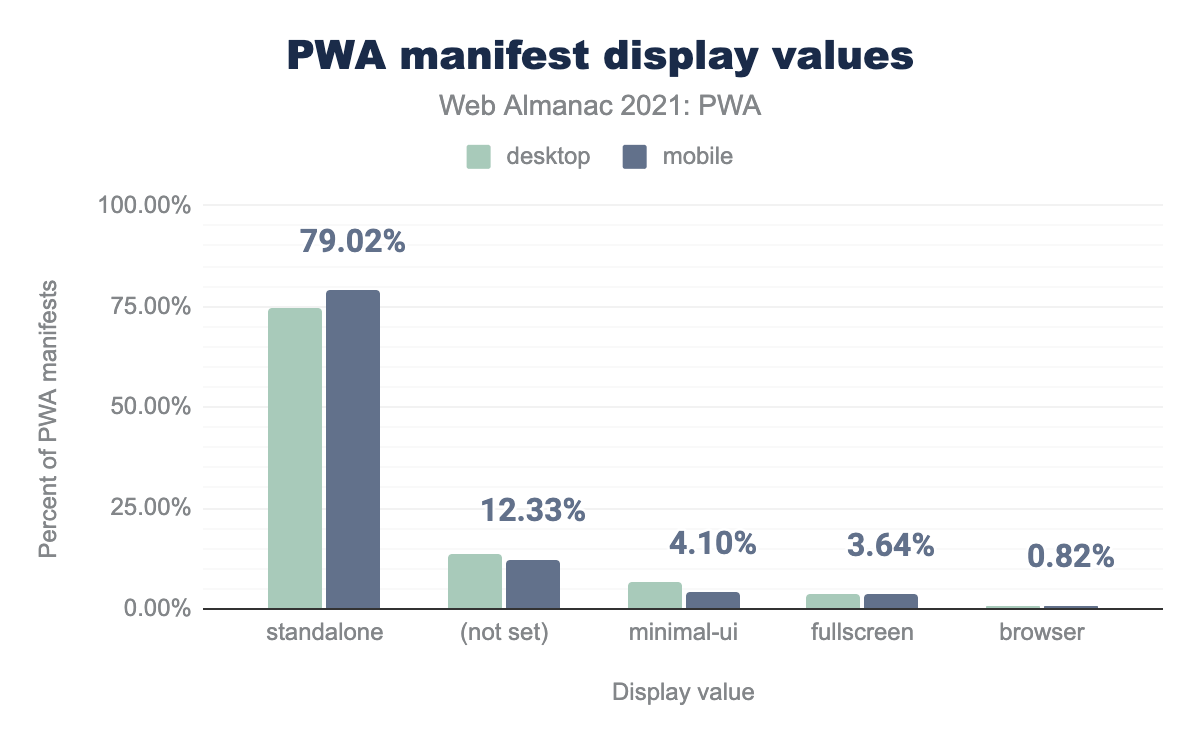 PWA manifest display values
Web Almanac 2021: PWA
desktop mobile
Percent of PWA manifests
100.00%
75.00%
50.00%
25.00%
0.00%
79.02%
12.33%
4.10%
3.64%
0.82%
standalone (not set) minimal-ui fullscreen browser
Display value